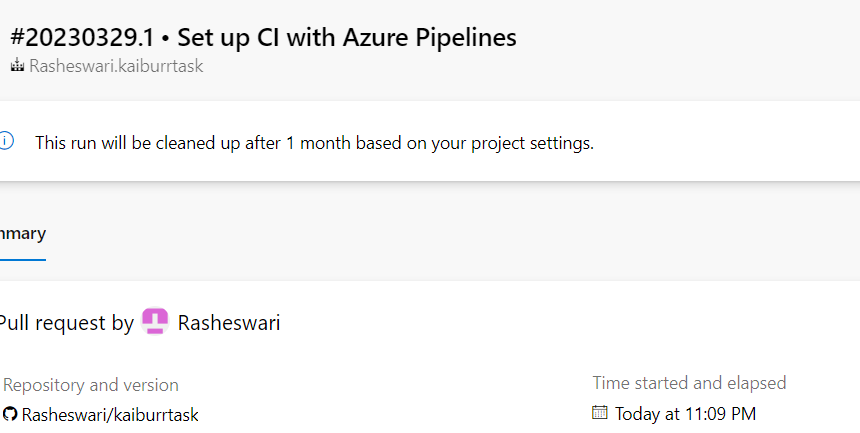 #20230329.1 • Set up CI with Azure Pipelines
Rasheswari.kaiburrtask
This run will be cleaned up after 1 month based on your project settings.
mmary
Pull request by Rasheswari
Repository and version
Time started and elapsed
Rasheswari/kaiburrtask
Today at 11:09 PM